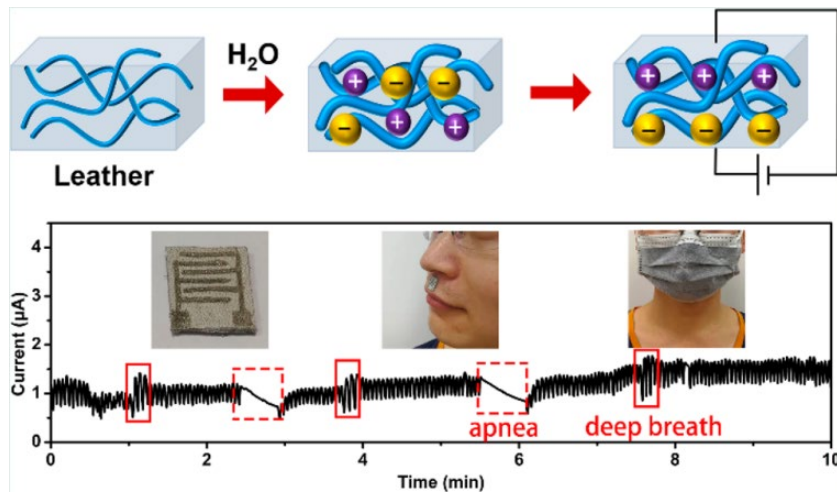 H₂O
+ − −
− + +
+ + +
− − −
Leather
Current (μA)
4
3
2
1
0
apnea
deep breath
0 2 4 6 8 10
Time (min)